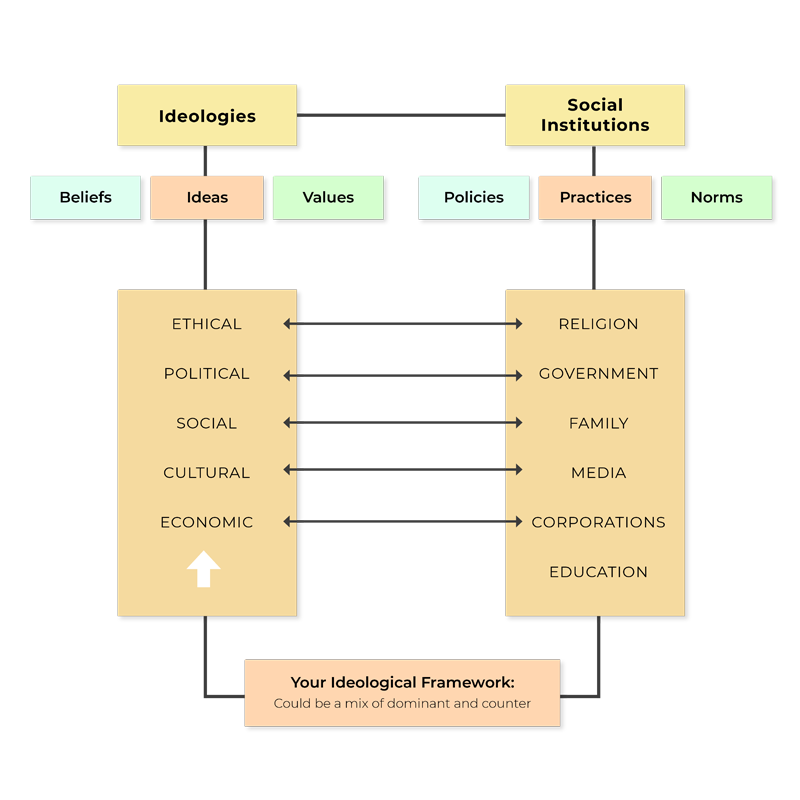 Ideologies
Social
Institutions
Beliefs
Ideas
Values
Policies
Practices
Norms
ETHICAL
RELIGION
POLITICAL
GOVERNMENT
SOCIAL
FAMILY
CULTURAL
MEDIA
ECONOMIC
CORPORATIONS
EDUCATION
Your Ideological Framework:
Could be a mix of dominant and counter